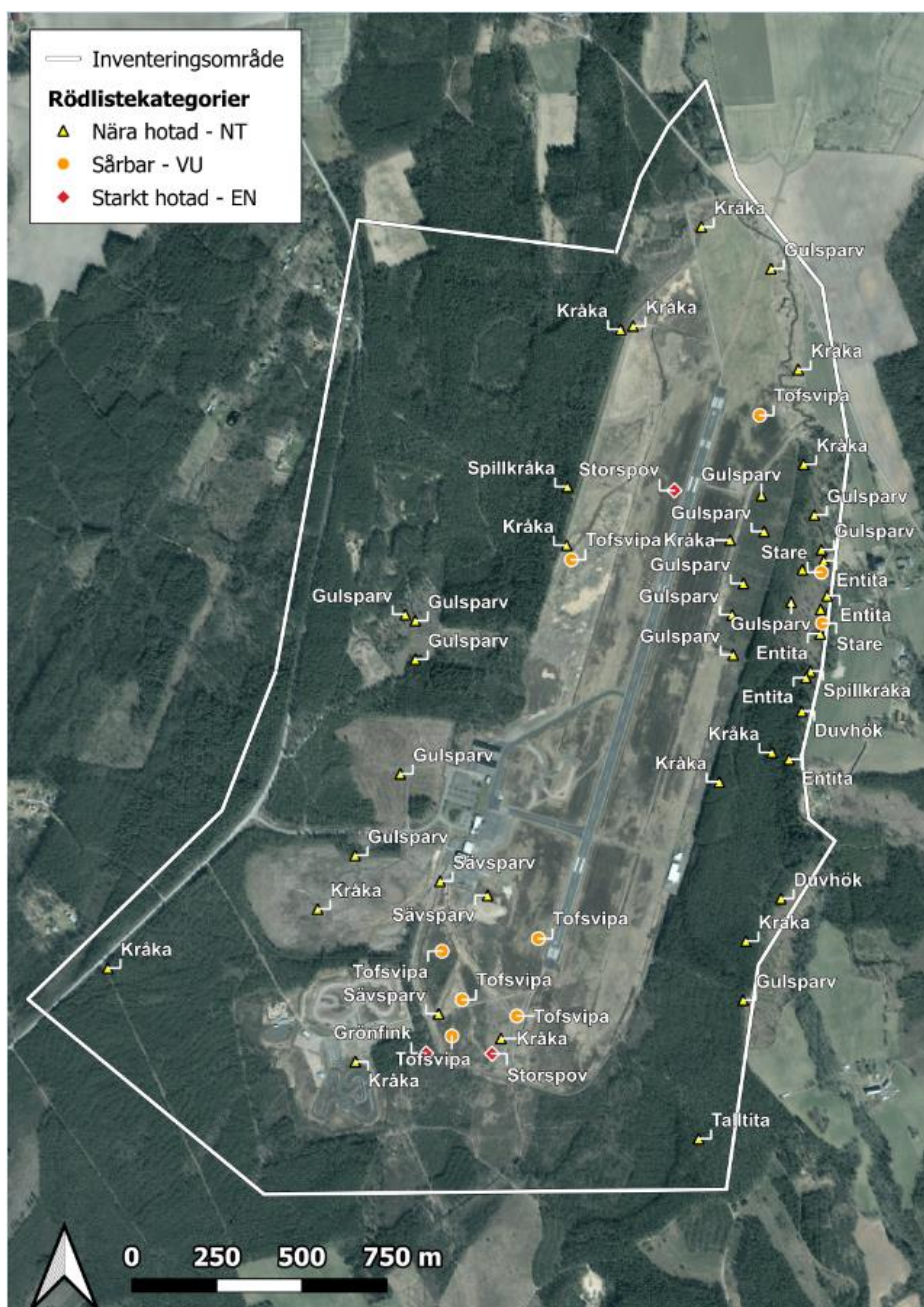 Inventeringsområde
Rödlistekategorier
Nära hotad - NT
Sårbar - VU
Starkt hotad - EN
Kråka
Gulsparv
Kråka
Kråka
Kråka
Tofsvipa
Kråka
Spillkråka
Storspov
Gulsparv
Gulsparv
Gulsparv
Kråka
Tofsvipa
Kråka
Gulsparv
Stare
Gulsparv
Entita
Gulsparv
Gulsparv
Gulsparv
Gulsparv
Entita
Gulsparv
Entita
Stare
Gulsparv
Entita
Spillkråka
Duvhök
Kråka
Gulsparv
Kråka
Entita
Gulsparv
Sävsparv
Kråka
Duvhök
Sävsparv
Tofsvipa
Kråka
Kråka
Tofsvipa
Tofsvipa
Sävsparv
Gulsparv
Tofsvipa
Grönfink
Kråka
Tofsvipa
Kråka
Storspov
Talltita
0 250 500 750 m